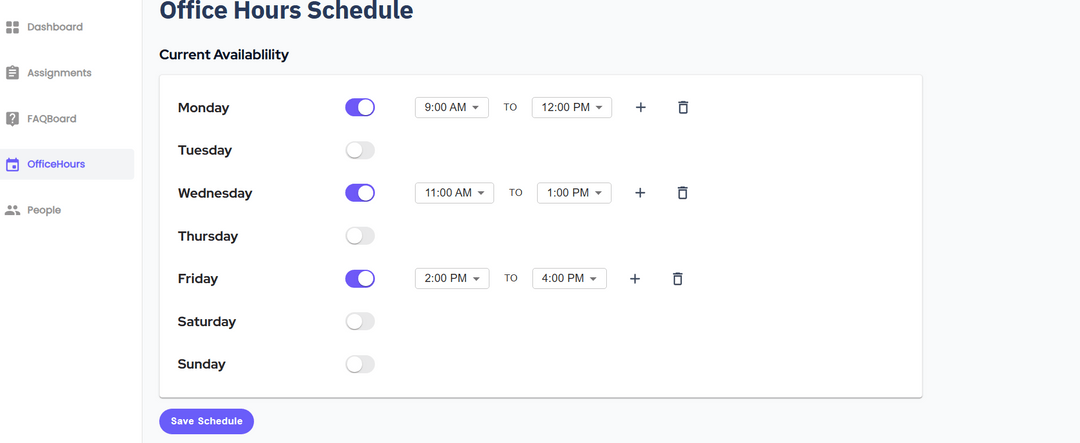 Office Hours Schedule
Dashboard
Assignments
FAQBoard
OfficeHours
People
Current Availablility
Monday 9:00 AM TO 12:00 PM
Tuesday
Wednesday 11:00 AM TO 1:00 PM
Thursday
Friday 2:00 PM TO 4:00 PM
Saturday
Sunday
Save Schedule